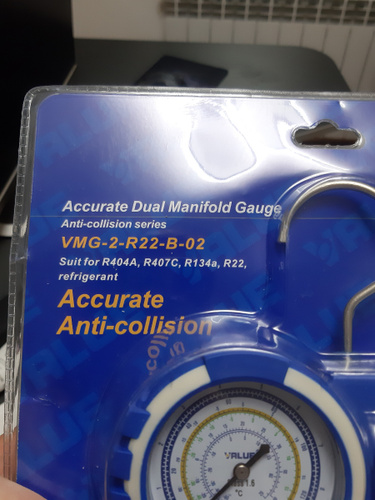 Accurate Dual Manifold Gauge
Anti-collision series
VMG-2-R22-B-02
Suit for R404A, R407C, R134a, R22,
refrigerant
Accurate
Anti-collision
VALUE
°C